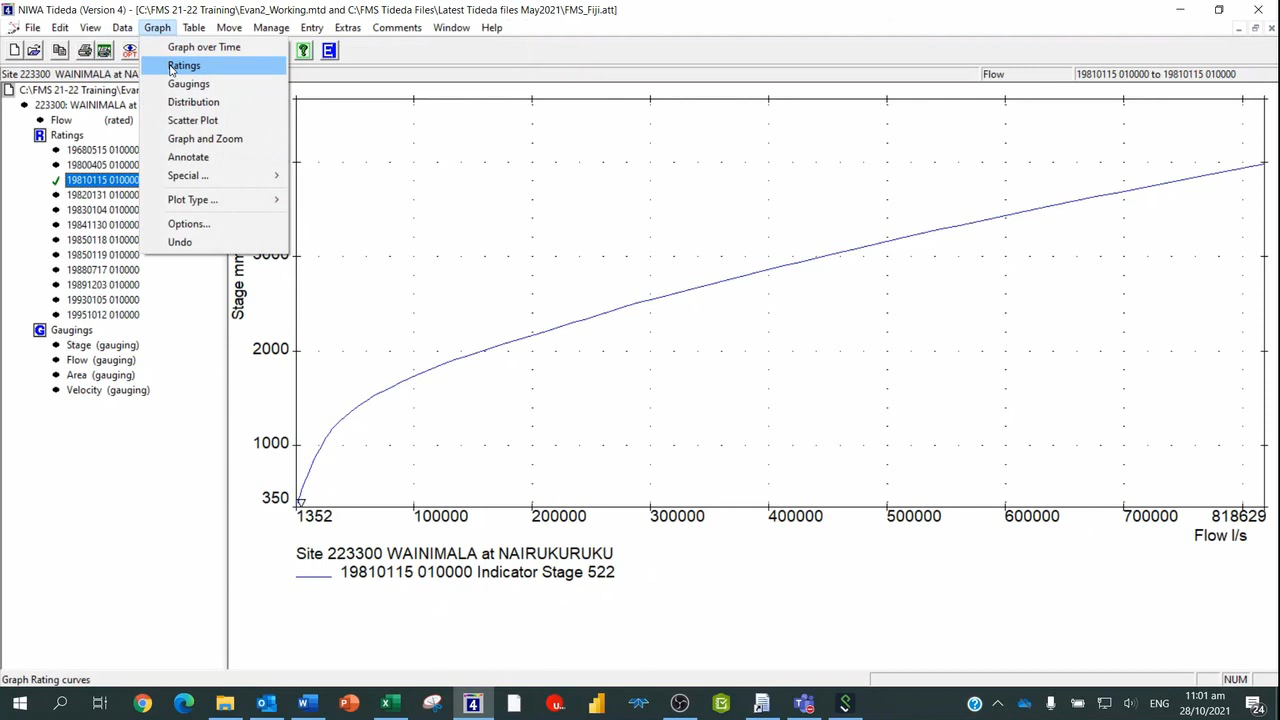 NIWA Tideda (Version 4) - [C:\FMS 21-22 Training\Evan2_Working.mtd and C:\FMS Tideda Files\Latest Tideda files May2021\FMS_Fiji.att]
File Edit View Data Graph Table Move Manage Entry Extras Comments Window Help
Site 223300 WAINIMALA at NA
Flow
19810115 010000 to 19810115 010000
C:\FMS 21-22 Training\Evan
223300: WAINIMALA at
Flow (rated)
Ratings
19680515 010000
19800405 010000
19810115 010000
19820131 010000
19830104 010000
19841130 010000
19850118 010000
19850119 010000
19880717 010000
19891203 010000
19930105 010000
19951012 010000
Gaugings
Stage (gauging)
Flow (gauging)
Area (gauging)
Velocity (gauging)
Graph over Time
Ratings
Gaugings
Distribution
Scatter Plot
Graph and Zoom
Annotate
Special ...
Plot Type ...
Options...
Undo
Stage mm
3000
2000
1000
350
1352 100000 200000 300000 400000 500000 600000 700000 818629
Flow l/s
Site 223300 WAINIMALA at NAIRUKURUKU
19810115 010000 Indicator Stage 522
Graph Rating curves
NUM
ENG
11:01 am
28/10/2021
24